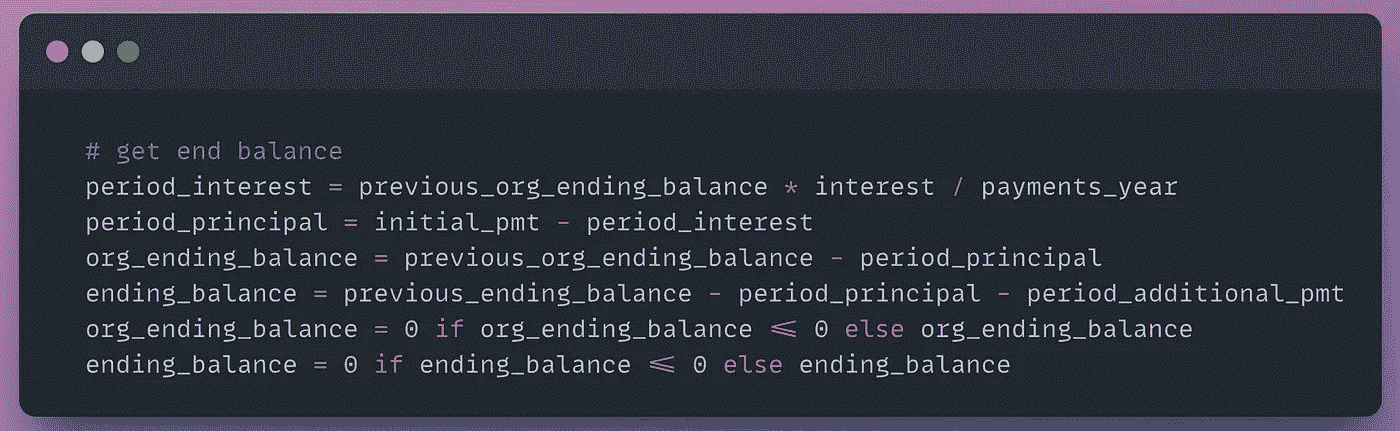 # get end balance
period_interest = previous_org_ending_balance * interest / payments_year
period_principal = initial_pmt - period_interest
org_ending_balance = previous_org_ending_balance - period_principal
ending_balance = previous_ending_balance - period_principal - period_additional_pmt
org_ending_balance = 0 if org_ending_balance <= 0 else org_ending_balance
ending_balance = 0 if ending_balance <= 0 else ending_balance